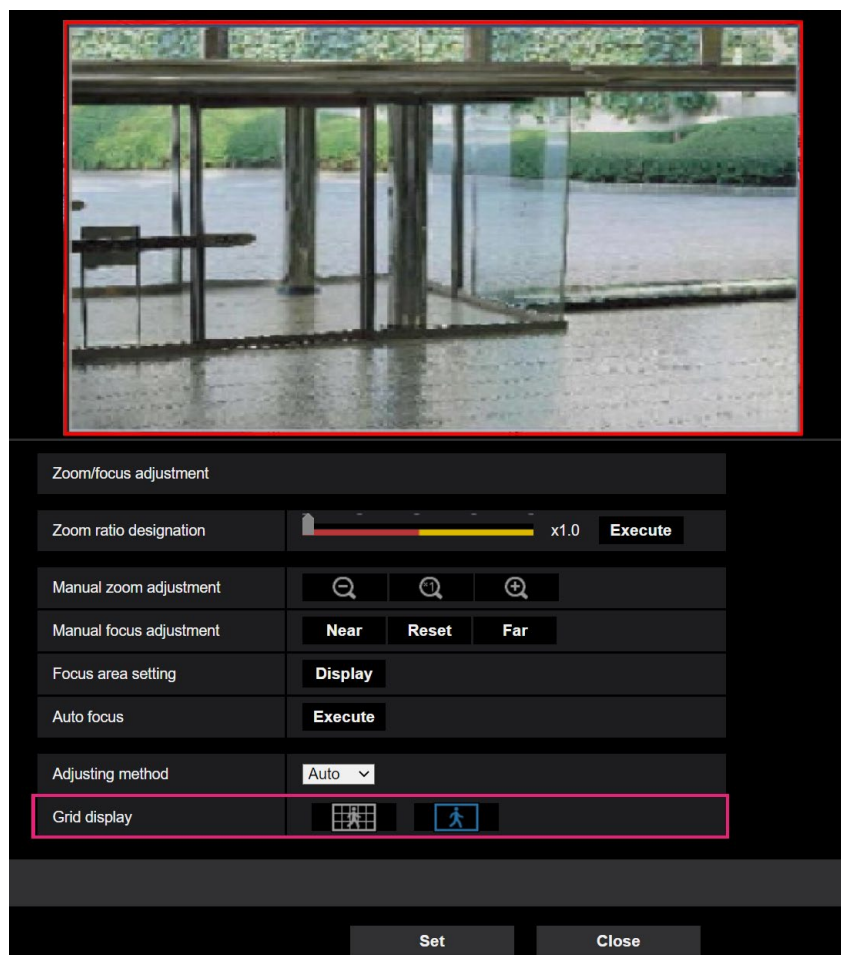 Zoom/focus adjustment
Zoom ratio designation x1.0 Execute
Manual zoom adjustment ×1
Manual focus adjustment Near Reset Far
Focus area setting Display
Auto focus Execute
Adjusting method Auto
Grid display
Set Close